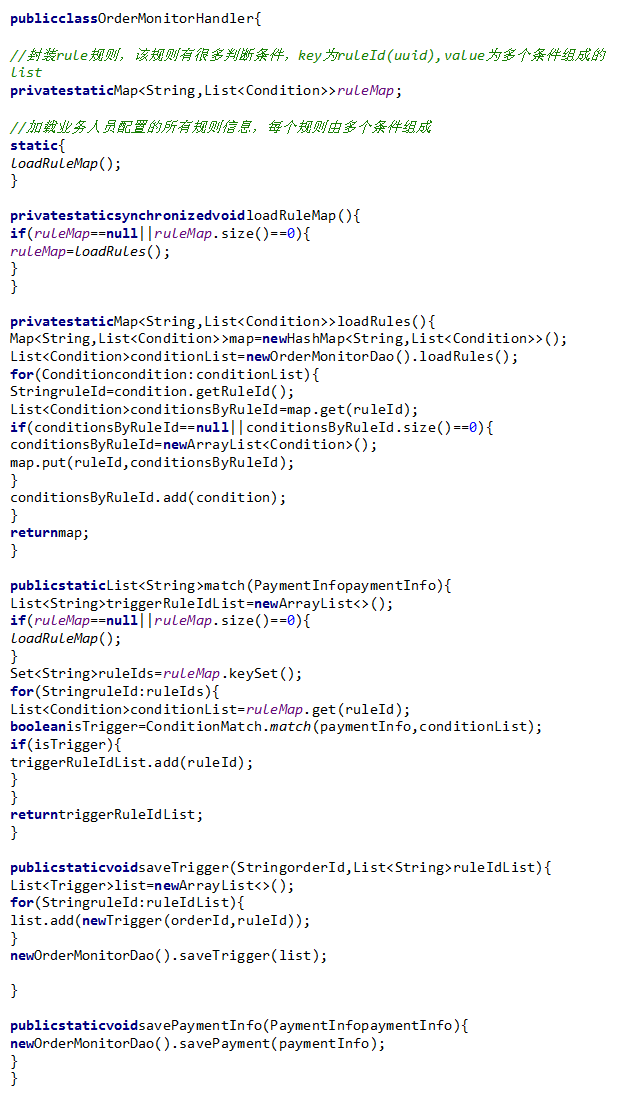 publicclassOrderMonitorHandler{
//封装rule规则，该规则有很多判断条件，key为ruleId(uuid),value为多个条件组成的
list
privatestaticMap<String,List<Condition>>ruleMap;
//加载业务人员配置的所有规则信息，每个规则由多个条件组成
static{
loadRuleMap();
}
privatestaticsynchronizedvoidloadRuleMap(){
if(ruleMap==null||ruleMap.size()==0){
ruleMap=loadRules();
}
}
privatestaticMap<String,List<Condition>>loadRules(){
Map<String,List<Condition>>map=newHashMap<String,List<Condition>>();
List<Condition>conditionList=newOrderMonitorDao().loadRules();
for(Conditioncondition:conditionList){
StringruleId=condition.getRuleId();
List<Condition>conditionsByRuleId=map.get(ruleId);
if(conditionsByRuleId==null||conditionsByRuleId.size()==0){
conditionsByRuleId=newArrayList<Condition>();
map.put(ruleId,conditionsByRuleId);
}
conditionsByRuleId.add(condition);
}
returnmap;
}
publicstaticList<String>match(PaymentInfopaymentInfo){
List<String>triggerRuleIdList=newArrayList<>();
if(ruleMap==null||ruleMap.size()==0){
loadRuleMap();
}
Set<String>ruleIds=ruleMap.keySet();
for(StringruleId:ruleIds){
List<Condition>conditionList=ruleMap.get(ruleId);
booleanisTrigger=ConditionMatch.match(paymentInfo,conditionList);
if(isTrigger){
triggerRuleIdList.add(ruleId);
}
}
returntriggerRuleIdList;
}
publicstaticvoidsaveTrigger(StringorderId,List<String>ruleIdList){
List<Trigger>list=newArrayList<>();
for(StringruleId:ruleIdList){
list.add(newTrigger(orderId,ruleId));
}
newOrderMonitorDao().saveTrigger(list);
}
publicstaticvoidsavePaymentInfo(PaymentInfopaymentInfo){
newOrderMonitorDao().savePayment(paymentInfo);
}
}